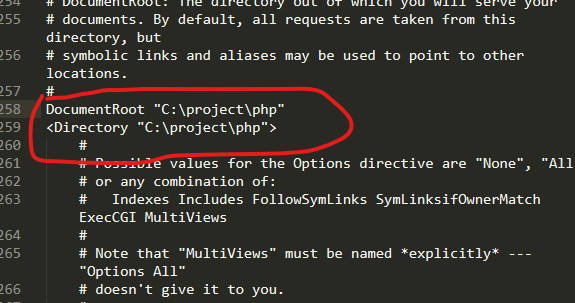 254 # DocumentRoot: The directory out of which you will serve your
255 # documents. By default, all requests are taken from this
directory, but
256 # symbolic links and aliases may be used to point to other
locations.
257 #
258 DocumentRoot "C:\project\php"
259 <Directory "C:\project\php">
260 #
261 # Possible values for the Options directive are "None", "All
262 # or any combination of:
263 #   Indexes Includes FollowSymLinks SymLinksifOwnerMatch
ExecCGI MultiViews
264 #
265 # Note that "MultiViews" must be named *explicitly* ---
"Options All"
266 # doesn't give it to you.